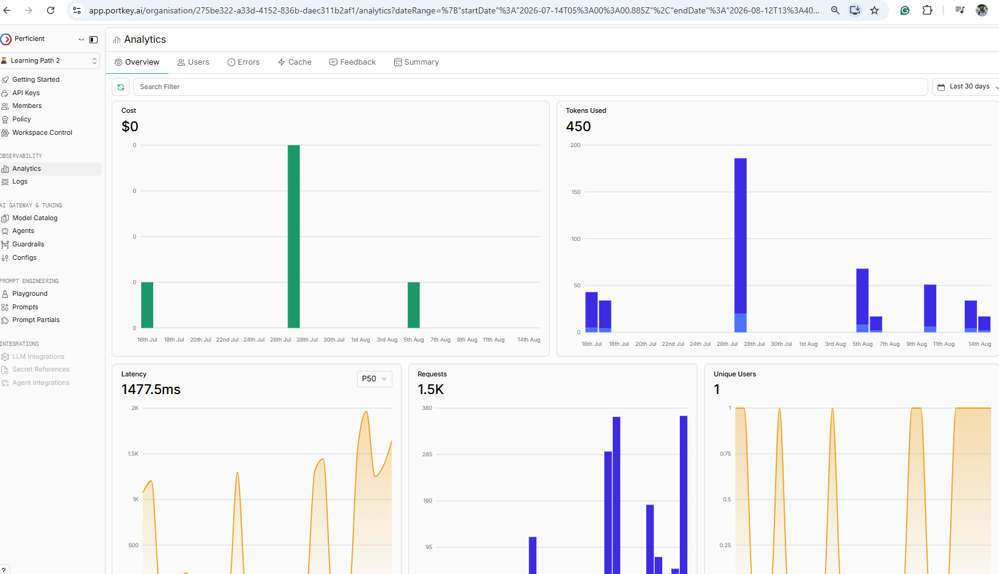 app.portkey.ai/organisation/275be322-a33d-4152-836b-daec311b2af1/analytics?dateRange=%7B"startDate"%3A"2026-07-14T05%3A00%3A00.885Z"%2C"endDate"%3A"2026-08-12T13%3A40...
Perficient
Learning Path 2
Getting Started
API Keys
Members
Policy
Workspace Control
OBSERVABILITY
Analytics
Logs
AI GATEWAY & TUNING
Model Catalog
Agents
Guardrails
Configs
PROMPT ENGINEERING
Playground
Prompts
Prompt Partials
INTEGRATIONS
LLM Integrations
Secret References
Agent Integrations
?
Analytics
Overview Users Errors Cache Feedback Summary
Search Filter
Last 30 days
Cost
$0
0
0
0
0
0
16th Jul 18th Jul 20th Jul 22nd Jul 24th Jul 26th Jul 28th Jul 30th Jul 1st Aug 3rd Aug 5th Aug 7th Aug 9th Aug 11th Aug 14th Aug
Tokens Used
450
200
150
100
50
0
16th Jul 18th Jul 20th Jul 22nd Jul 24th Jul 26th Jul 28th Jul 30th Jul 1st Aug 3rd Aug 5th Aug 7th Aug 9th Aug 11th Aug 14th Aug
Latency
1477.5ms
P50
2K
1.5K
1K
500
Requests
1.5K
380
285
190
95
Unique Users
1
1
0.75
0.5
0.25